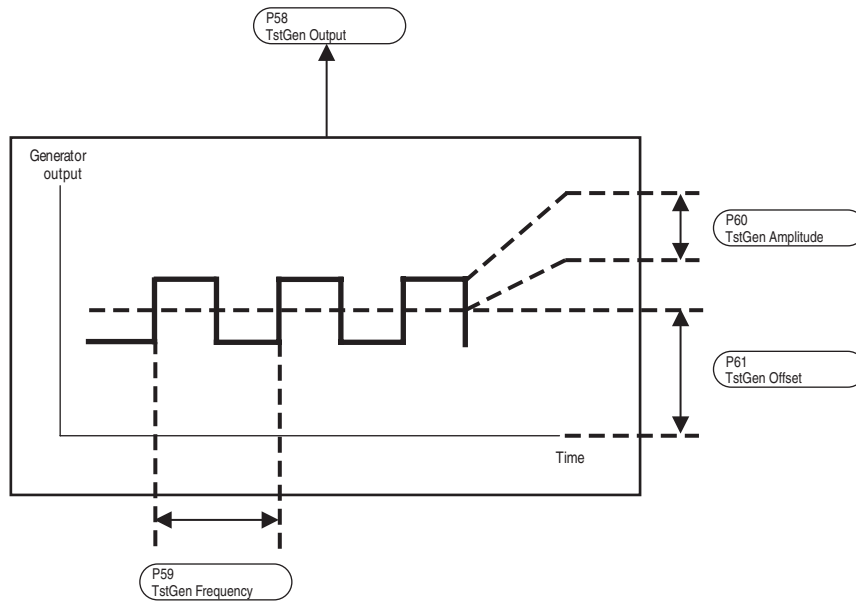 P58
TstGen Output
Generator
output
P60
TstGen Amplitude
P61
TstGen Offset
Time
P59
TstGen Frequency